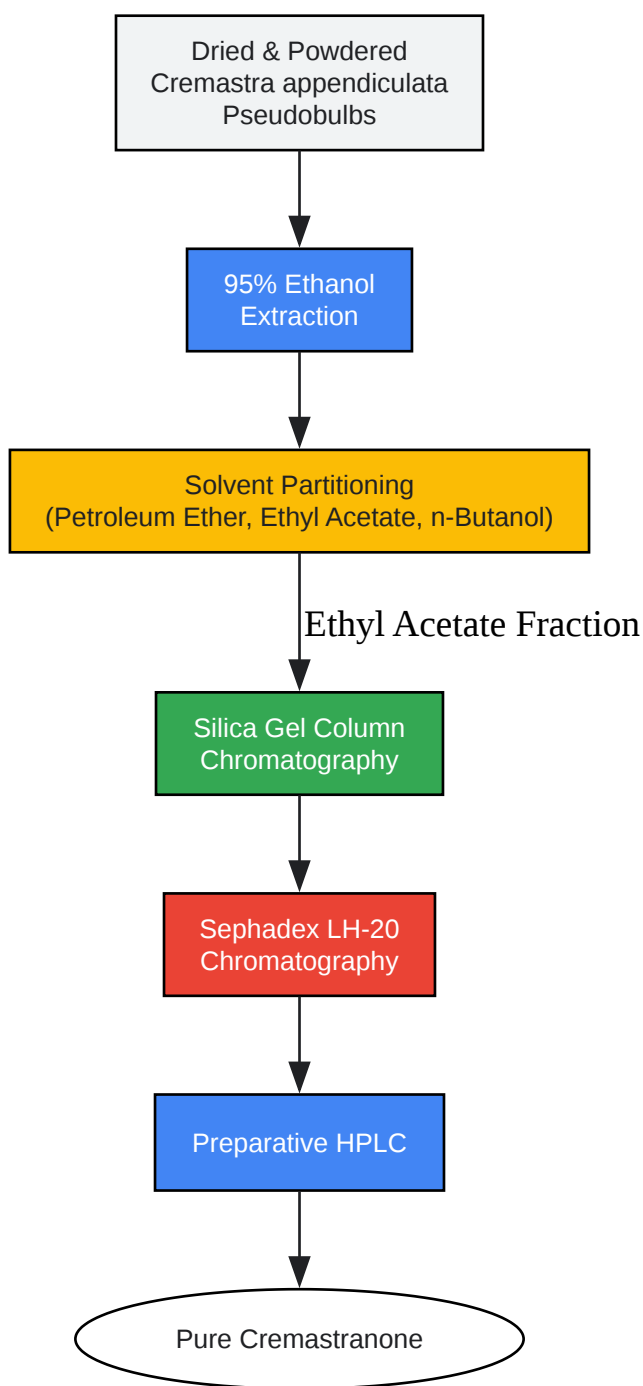 Dried & Powdered
Cremastra appendiculata
Pseudobulbs
95% Ethanol
Extraction
Solvent Partitioning
(Petroleum Ether, Ethyl Acetate, n-Butanol)
Ethyl Acetate Fraction
Silica Gel Column
Chromatography
Sephadex LH-20
Chromatography
Preparative HPLC
Pure Cremastranone